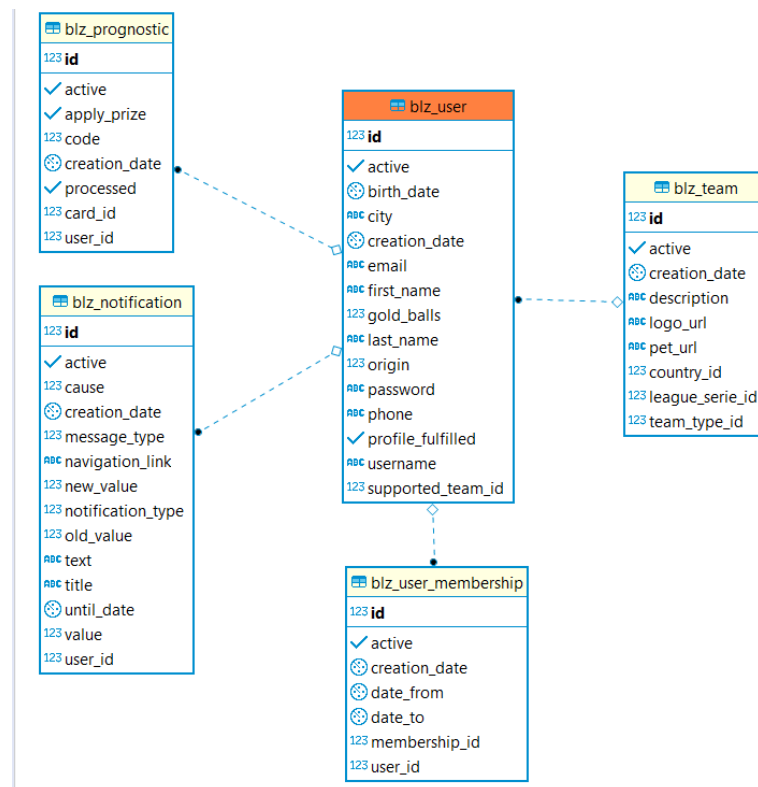 blz_prognostic
123 id
active
apply_prize
123 code
creation_date
processed
123 card_id
123 user_id
blz_notification
123 id
active
123 cause
creation_date
123 message_type
ABC navigation_link
123 new_value
123 notification_type
123 old_value
ABC text
ABC title
until_date
123 value
123 user_id
blz_user
123 id
active
birth_date
ABC city
creation_date
ABC email
ABC first_name
123 gold_balls
ABC last_name
123 origin
ABC password
ABC phone
profile_fulfilled
ABC username
123 supported_team_id
blz_user_membership
123 id
active
creation_date
date_from
date_to
123 membership_id
123 user_id
blz_team
123 id
active
creation_date
ABC description
ABC logo_url
ABC pet_url
123 country_id
123 league_serie_id
123 team_type_id